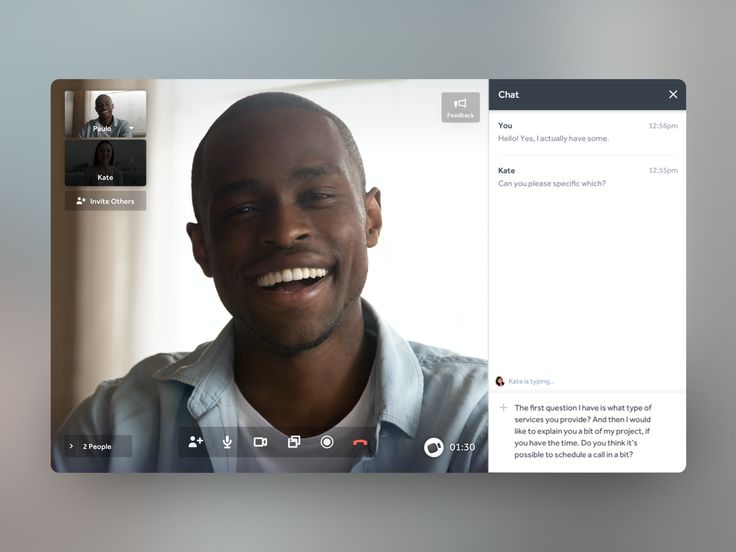 Paulo
Kate
Invite Others
Feedback
2 People
01:30
Chat
You 12:56pm
Hello! Yes, I actually have some.
Kate 12:55pm
Can you please specific which?
Kate is typing...
The first question I have is what type of
services you provide? And then I would
like to explain you a bit of my project, if
you have the time. Do you think it's
possible to schedule a call in a bit?